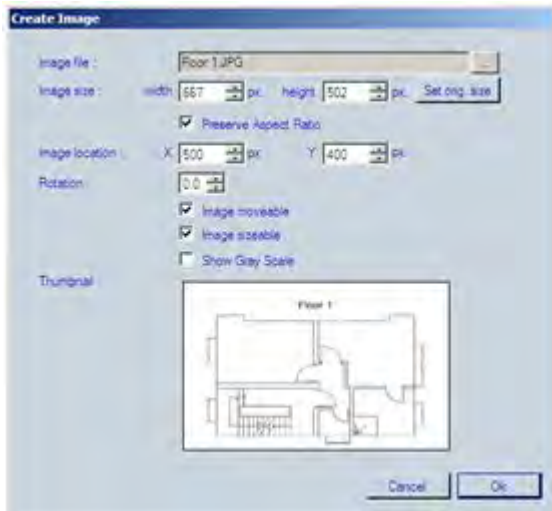 Create Image
Image file : Floor 1.JPG ...
Image size : width 667 px. height 502 px. Set orig. size
Preserve Aspect Ratio
Image location : X 500 px Y 400 px
Rotation 0.0
Image moveable
Image sizeable
Show Gray Scale
Thumbnail
Floor 1
Cancel Ok